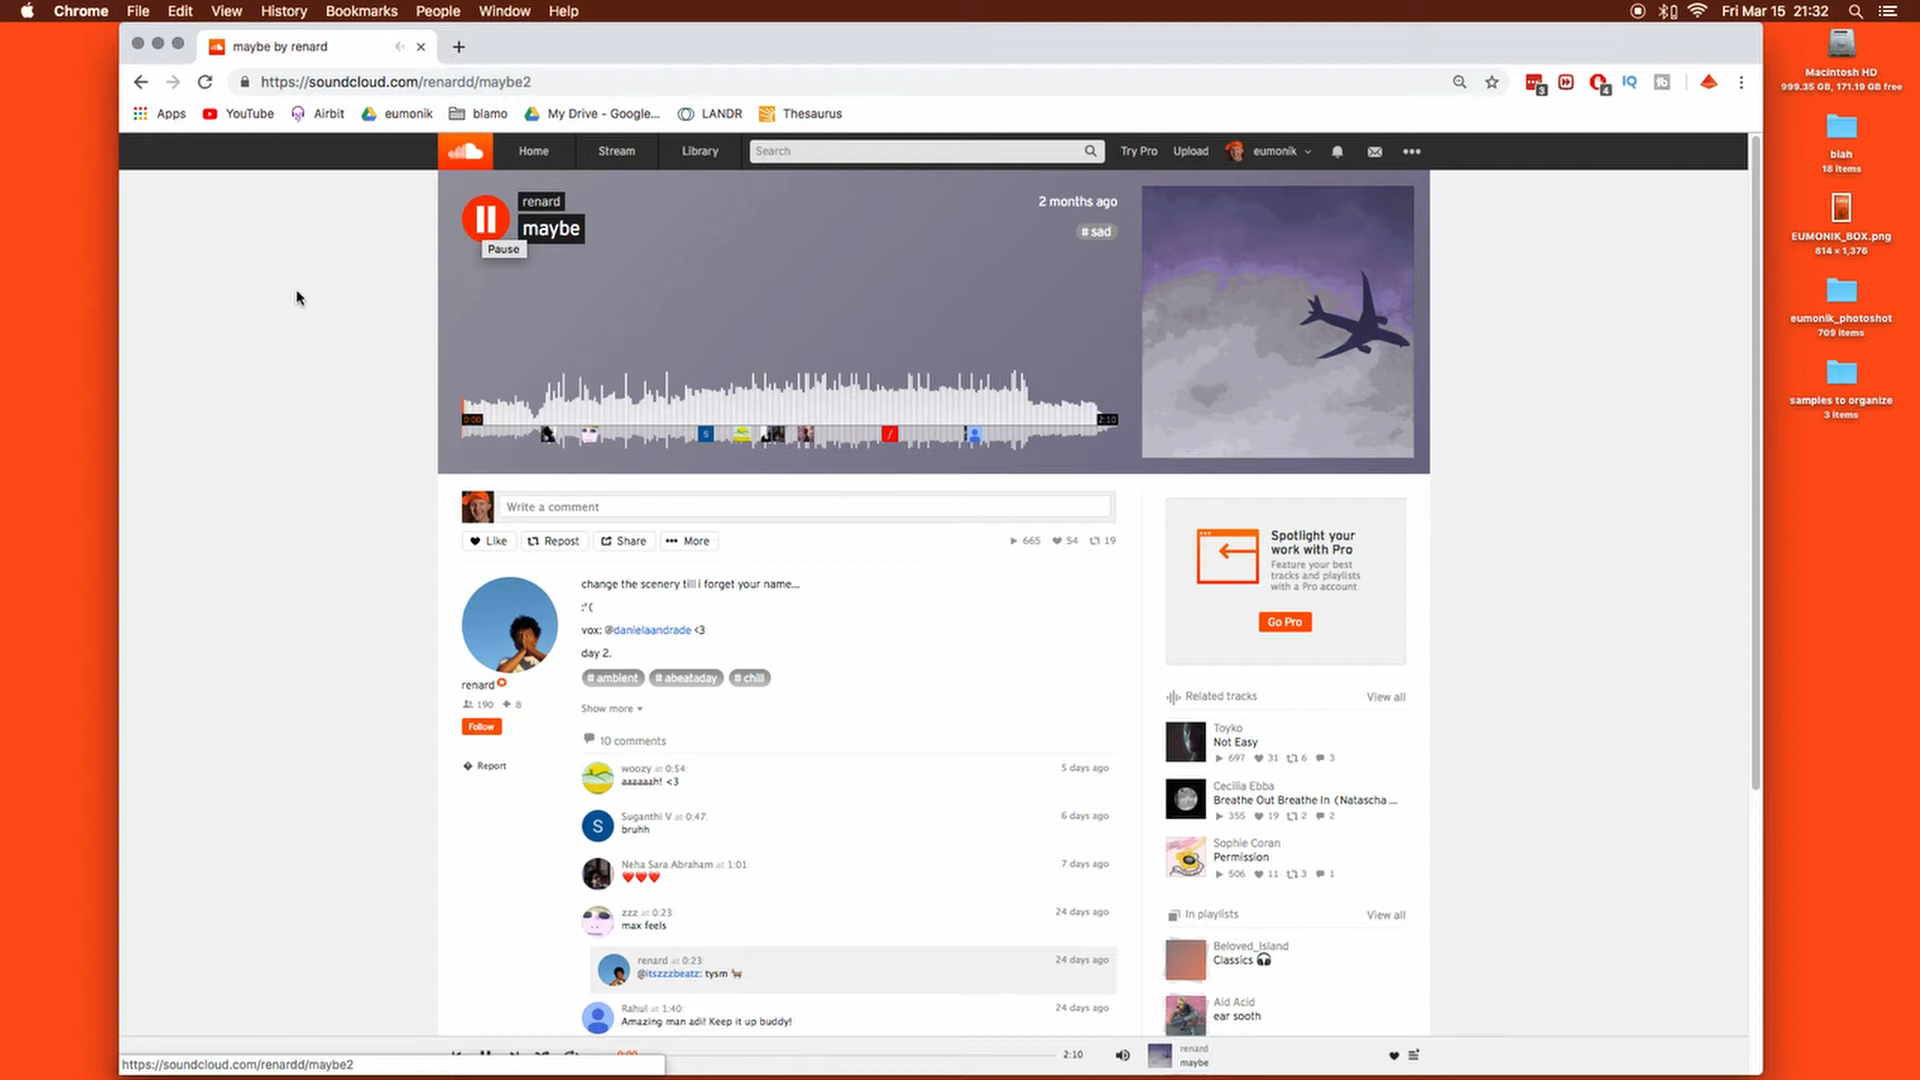 Chrome File Edit View History Bookmarks People Window Help
Fri Mar 15 21:32
maybe by renard
https://soundcloud.com/renardd/maybe2
3
4
IQ
Apps YouTube Airbit eumonik blamo My Drive - Google... LANDR Thesaurus
Home Stream Library Search Try Pro Upload eumonik
renard
maybe
Pause
2 months ago
# sad
0:00
2:10
S
Write a comment
Like Repost Share More
665 54 19
change the scenery till i forget your name...
:'(
vox: @danielaandrade <3
day 2.
# ambient # abeataday # chill
Show more
renard
190 8
Follow
Report
10 comments
woozy at 0:54:
aaaaaah! <3
5 days ago
S
Suganthi V at 0:47:
bruhh
6 days ago
Neha Sara Abraham at 1:01:
❤️❤️❤️
7 days ago
zzz at 0:23:
max feels
24 days ago
renard at 0:23:
@itszzzbeatz: tysm
24 days ago
Rahul at 1:40:
Amazing man adi! Keep it up buddy!
24 days ago
Spotlight your
work with Pro
Feature your best
tracks and playlists
with a Pro account
Go Pro
Related tracks View all
Toyko
Not Easy
697 31 6 3
Cecilia Ebba
Breathe Out Breathe In (Natascha ...
355 19 2 2
Sophie Coran
Permission
506 11 3 1
In playlists View all
Beloved_Island
Classics 🎧
Aid Acid
ear sooth
0:00
2:10
renard
maybe
https://soundcloud.com/renardd/maybe2
Macintosh HD
999.35 GB, 171.19 GB free
blah
18 items
EUMONIK_BOX.png
814 × 1,376
eumonik_photoshot
709 items
samples to organize
3 items